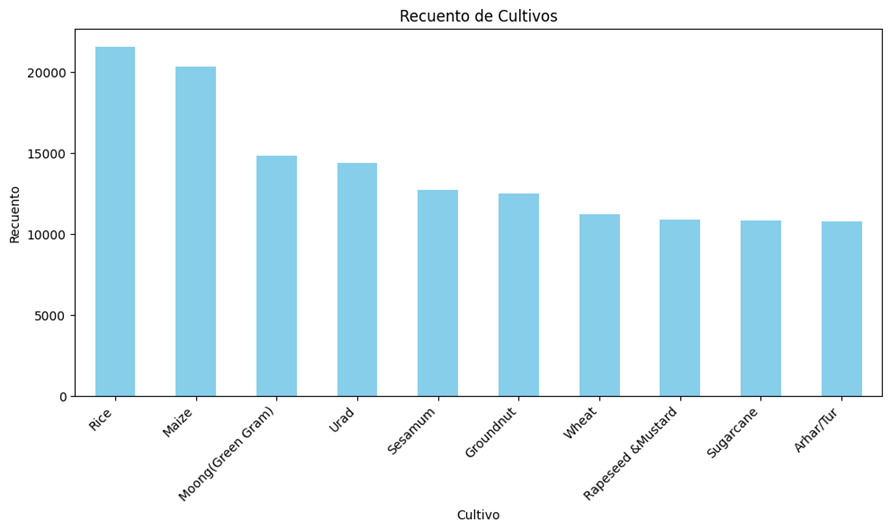 Recuento de Cultivos
Recuento
20000
15000
10000
5000
0
Rice
Maize
Moong(Green Gram)
Urad
Sesamum
Groundnut
Wheat
Rapeseed &Mustard
Sugarcane
Arhar/Tur
Cultivo